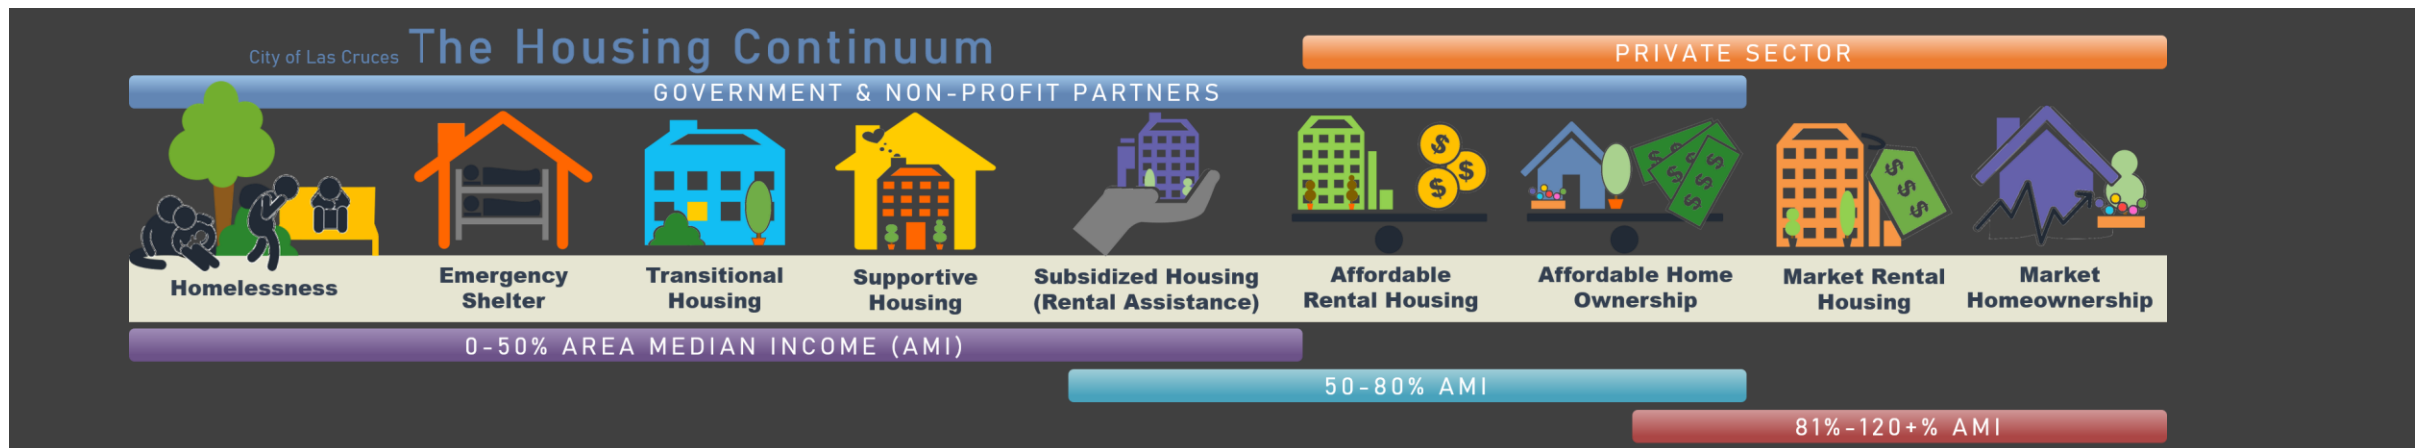 City of Las Cruces The Housing Continuum
PRIVATE SECTOR
GOVERNMENT & NON-PROFIT PARTNERS
Homelessness
Emergency
Shelter
Transitional
Housing
Supportive
Housing
Subsidized Housing
(Rental Assistance)
Affordable
Rental Housing
Affordable Home
Ownership
Market Rental
Housing
Market
Homeownership
0-50% AREA MEDIAN INCOME (AMI)
50-80% AMI
81%-120+% AMI